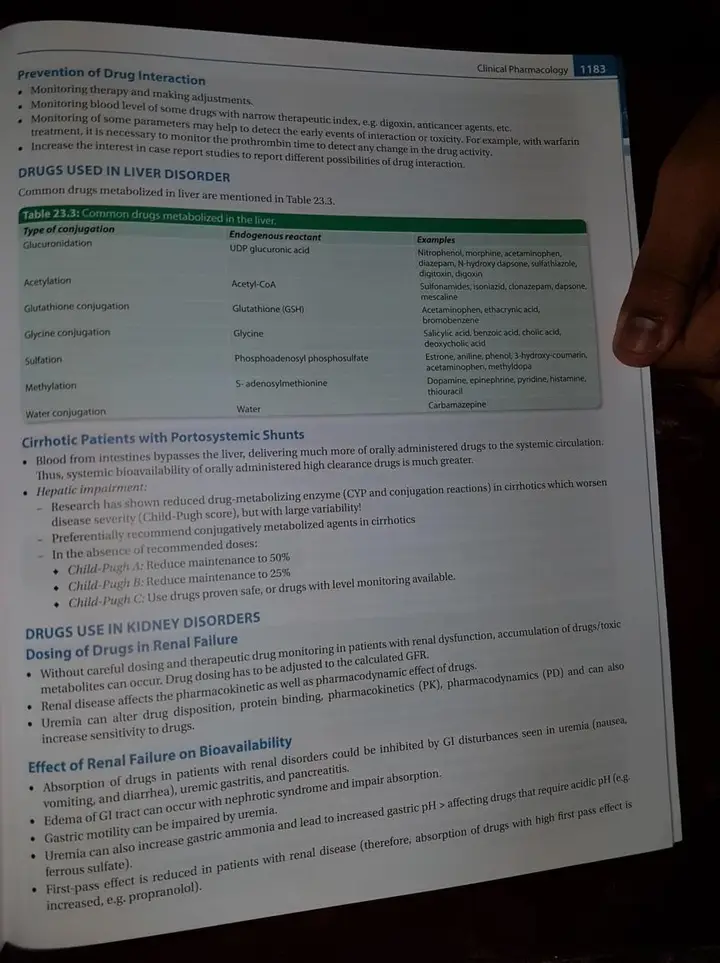 Clinical Pharmacology 1183
Prevention of Drug Interaction
• Monitoring therapy and making adjustments.
• Monitoring blood level of some drugs with narrow therapeutic index, e.g. digoxin, anticancer agents, etc.
• Monitoring of some parameters may help to detect the early events of interaction or toxicity. For example, with warfarin
treatment, it is necessary to monitor the prothrombin time to detect any change in the drug activity.
• Increase the interest in case report studies to report different possibilities of drug interaction.
DRUGS USED IN LIVER DISORDER
Common drugs metabolized in liver are mentioned in Table 23.3.
Table 23.3: Common drugs metabolized in the liver.
Type of conjugation Endogenous reactant Examples
Glucuronidation UDP glucuronic acid Nitrophenol, morphine, acetaminophen,
diazepam, N-hydroxy dapsone, sulfathiazole,
digitoxin, digoxin
Acetylation Acetyl-CoA Sulfonamides, isoniazid, clonazepam, dapsone,
mescaline
Glutathione conjugation Glutathione (GSH) Acetaminophen, ethacrynic acid,
bromobenzene
Glycine conjugation Glycine Salicylic acid, benzoic acid, cholic acid,
deoxycholic acid
Sulfation Phosphoadenosyl phosphosulfate Estrone, aniline, phenol, 3-hydroxy-coumarin,
acetaminophen, methyldopa
Methylation S- adenosylmethionine Dopamine, epinephrine, pyridine, histamine,
thiouracil
Water conjugation Water Carbamazepine
Cirrhotic Patients with Portosystemic Shunts
• Blood from intestines bypasses the liver, delivering much more of orally administered drugs to the systemic circulation.
Thus, systemic bioavailability of orally administered high clearance drugs is much greater.
• Hepatic impairment:
– Research has shown reduced drug-metabolizing enzyme (CYP and conjugation reactions) in cirrhotics which worsen
disease severity (Child-Pugh score), but with large variability!
– Preferentially recommend conjugatively metabolized agents in cirrhotics
– In the absence of recommended doses:
♦ Child-Pugh A: Reduce maintenance to 50%
♦ Child-Pugh B: Reduce maintenance to 25%
♦ Child-Pugh C: Use drugs proven safe, or drugs with level monitoring available.
DRUGS USE IN KIDNEY DISORDERS
Dosing of Drugs in Renal Failure
• Without careful dosing and therapeutic drug monitoring in patients with renal dysfunction, accumulation of drugs/toxic
metabolites can occur. Drug dosing has to be adjusted to the calculated GFR.
• Renal disease affects the pharmacokinetic as well as pharmacodynamic effect of drugs.
• Uremia can alter drug disposition, protein binding, pharmacokinetics (PK), pharmacodynamics (PD) and can also
increase sensitivity to drugs.
Effect of Renal Failure on Bioavailability
• Absorption of drugs in patients with renal disorders could be inhibited by GI disturbances seen in uremia (nausea,
vomiting, and diarrhea), uremic gastritis, and pancreatitis.
• Edema of GI tract can occur with nephrotic syndrome and impair absorption.
• Gastric motility can be impaired by uremia.
• Uremia can also increase gastric ammonia and lead to increased gastric pH > affecting drugs that require acidic pH (e.g.
ferrous sulfate).
• First-pass effect is reduced in patients with renal disease (therefore, absorption of drugs with high first pass effect is
increased, e.g. propranolol).